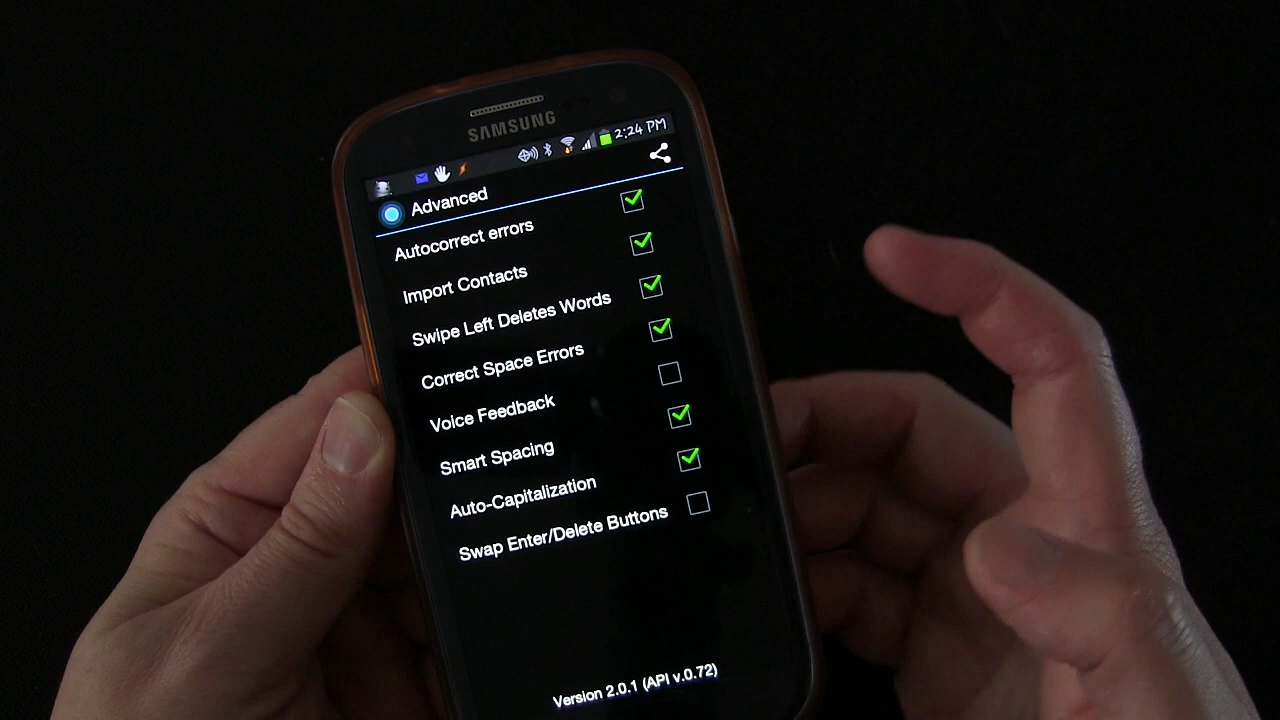 SAMSUNG
2:24 PM
Advanced
Autocorrect errors
Import Contacts
Swipe Left Deletes Words
Correct Space Errors
Voice Feedback
Smart Spacing
Auto-Capitalization
Swap Enter/Delete Buttons
Version 2.0.1 (API v.0.72)